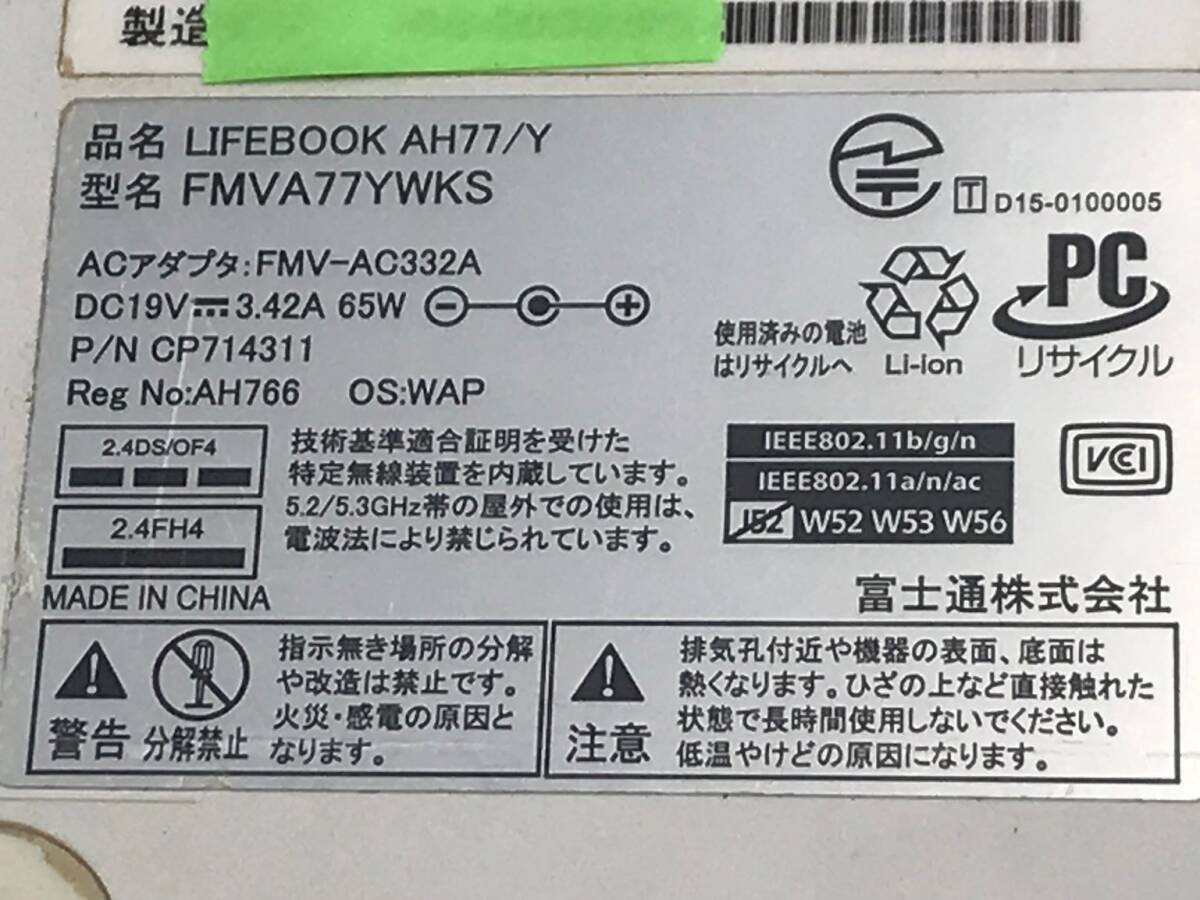 製造
品名 LIFEBOOK AH77/Y
型名 FMVA77YWKS
T D15-0100005
ACアダプタ:FMV-AC332A
DC19V 3.42A 65W
P/N CP714311
Reg No:AH766 OS:WAP
使用済みの電池
はリサイクルへ
Li-ion
PC
リサイクル
2.4DS/OF4
2.4FH4
技術基準適合証明を受けた
特定無線装置を内蔵しています。
5.2/5.3GHz帯の屋外での使用は、
電波法により禁じられています。
IEEE802.11b/g/n
IEEE802.11a/n/ac
J52 W52 W53 W56
VCI
MADE IN CHINA
富士通株式会社
警告
分解禁止
指示無き場所の分解
や改造は禁止です。
火災・感電の原因と
なります。
注意
排気孔付近や機器の表面、底面は
熱くなります。ひざの上など直接触れた
状態で長時間使用しないでください。
低温やけどの原因になります。